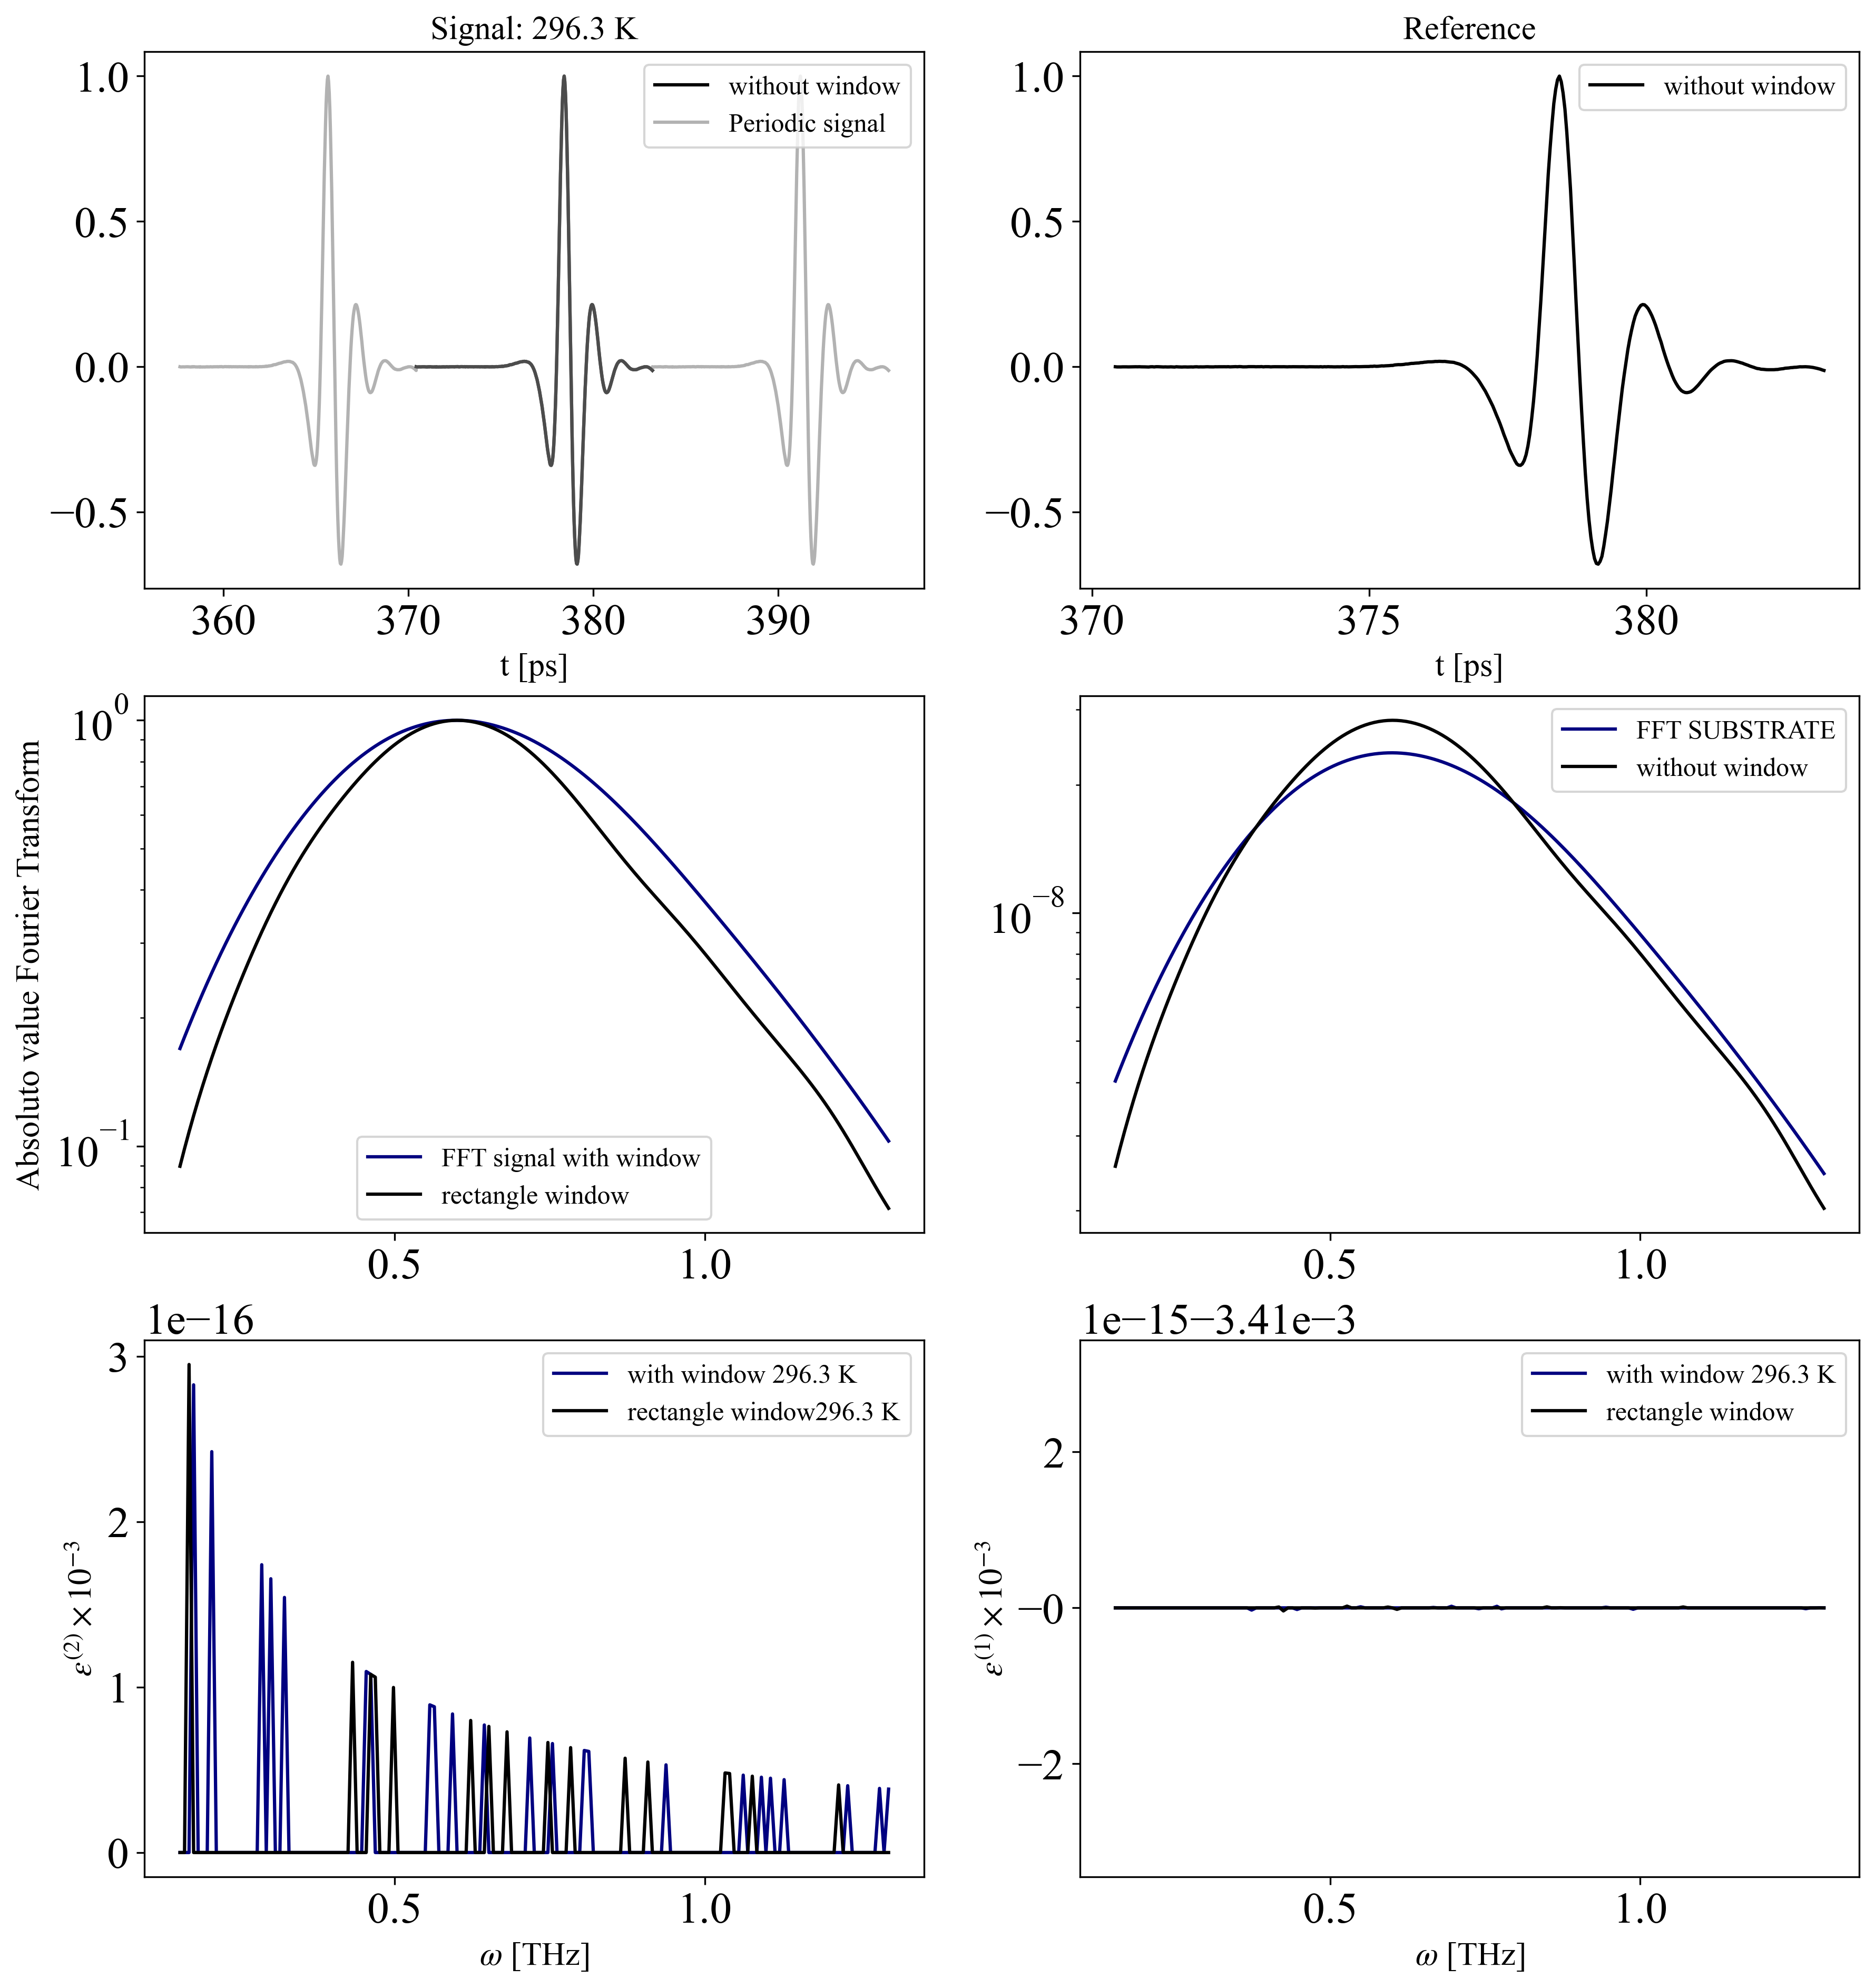 Signal: 296.3 K
1.0
0.5
0.0
−0.5
without window
Periodic signal
360 370 380 390
t [ps]
Reference
1.0
0.5
0.0
−0.5
without window
370 375 380
t [ps]
Absoluto value Fourier Transform
10⁰
10⁻¹
FFT signal with window
rectangle window
0.5 1.0
10⁻⁸
FFT SUBSTRATE
without window
0.5 1.0
1e−16
3
2
1
0
ε⁽²⁾ × 10⁻³
with window 296.3 K
rectangle window296.3 K
0.5 1.0
ω [THz]
1e−15−3.41e−3
2
−0
−2
ε⁽¹⁾ × 10⁻³
with window 296.3 K
rectangle window
0.5 1.0
ω [THz]